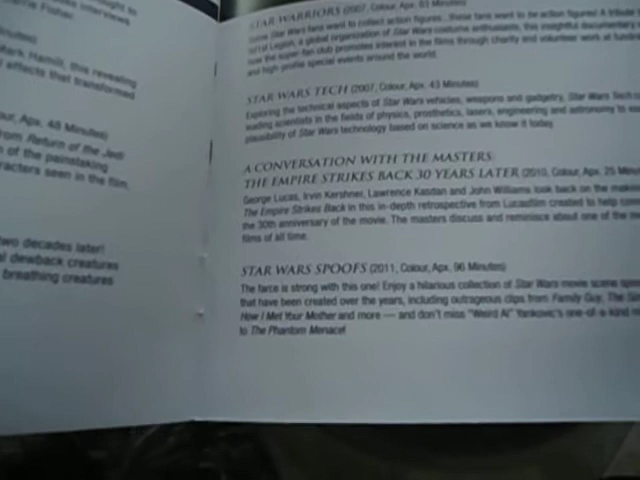 Carrie Fisher.
Mark Hamill, this revealing
effects that transformed
Apx. 48 Minutes)
from Return of the Jedi
of the painstaking
characters seen in the film.
two decades later!
dewback creatures
breathing creatures
STAR WARRIORS (2007, Colour, Apx. Minutes)
Some Star Wars fans want to collect action figures...these fans want to be action figures! A tribute
Legion, a global organization of Star Wars costume enthusiasts, this insightful documentary
how the super-fan club promotes interest in the films through charity and volunteer work at
and high profile special events around the world.
STAR WARS TECH (2007, Colour, Apx. 43 Minutes)
Exploring the technical aspects of Star Wars vehicles, weapons and gadgetry, Star Wars Tech
leading scientists in the fields of physics, prosthetics, lasers, engineering and astronomy to
plausibility of Star Wars technology based on science as we know it today.
A CONVERSATION WITH THE MASTERS:
THE EMPIRE STRIKES BACK 30 YEARS LATER (2010, Colour, Apx. 25
George Lucas, Irvin Kershner, Lawrence Kasdan and John Williams look back on the
The Empire Strikes Back in this in-depth retrospective from Lucasfilm created to help
the 30th anniversary of the movie. The masters discuss and reminisce about one of the
films of all time.
STAR WARS SPOOFS (2011, Colour, Apx. 96 Minutes)
The farce is strong with this one! Enjoy a hilarious collection of Star Wars movie
that have been created over the years, including outrageous clips from Family Guy, The
How I Met Your Mother and more — and don't miss "Weird Al" Yankovic's one-of-a-kind
to The Phantom Menace!